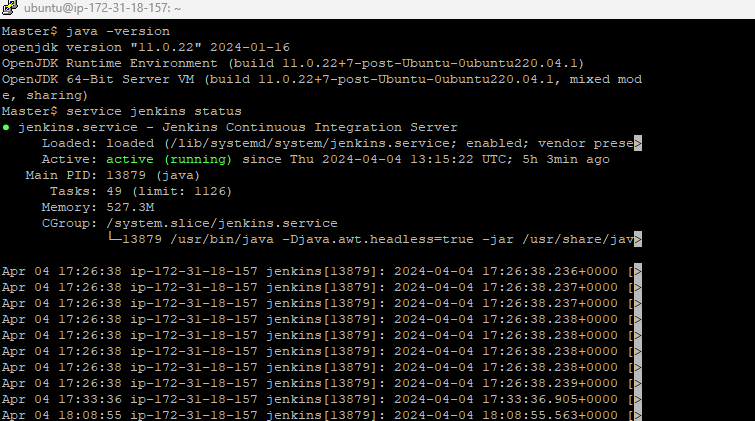 ubuntu@ip-172-31-18-157: ~
Master$ java -version
openjdk version "11.0.22" 2024-01-16
OpenJDK Runtime Environment (build 11.0.22+7-post-Ubuntu-0ubuntu220.04.1)
OpenJDK 64-Bit Server VM (build 11.0.22+7-post-Ubuntu-0ubuntu220.04.1, mixed mod
e, sharing)
Master$ service jenkins status
● jenkins.service - Jenkins Continuous Integration Server
     Loaded: loaded (/lib/systemd/system/jenkins.service; enabled; vendor prese>
     Active: active (running) since Thu 2024-04-04 13:15:22 UTC; 5h 3min ago
   Main PID: 13879 (java)
      Tasks: 49 (limit: 1126)
     Memory: 527.3M
     CGroup: /system.slice/jenkins.service
             └─13879 /usr/bin/java -Djava.awt.headless=true -jar /usr/share/jav>
Apr 04 17:26:38 ip-172-31-18-157 jenkins[13879]: 2024-04-04 17:26:38.236+0000 [>
Apr 04 17:26:38 ip-172-31-18-157 jenkins[13879]: 2024-04-04 17:26:38.237+0000 [>
Apr 04 17:26:38 ip-172-31-18-157 jenkins[13879]: 2024-04-04 17:26:38.237+0000 [>
Apr 04 17:26:38 ip-172-31-18-157 jenkins[13879]: 2024-04-04 17:26:38.238+0000 [>
Apr 04 17:26:38 ip-172-31-18-157 jenkins[13879]: 2024-04-04 17:26:38.238+0000 [>
Apr 04 17:26:38 ip-172-31-18-157 jenkins[13879]: 2024-04-04 17:26:38.238+0000 [>
Apr 04 17:26:38 ip-172-31-18-157 jenkins[13879]: 2024-04-04 17:26:38.238+0000 [>
Apr 04 17:26:38 ip-172-31-18-157 jenkins[13879]: 2024-04-04 17:26:38.239+0000 [>
Apr 04 17:33:36 ip-172-31-18-157 jenkins[13879]: 2024-04-04 17:33:36.905+0000 [>
Apr 04 18:08:55 ip-172-31-18-157 jenkins[13879]: 2024-04-04 18:08:55.563+0000 [>